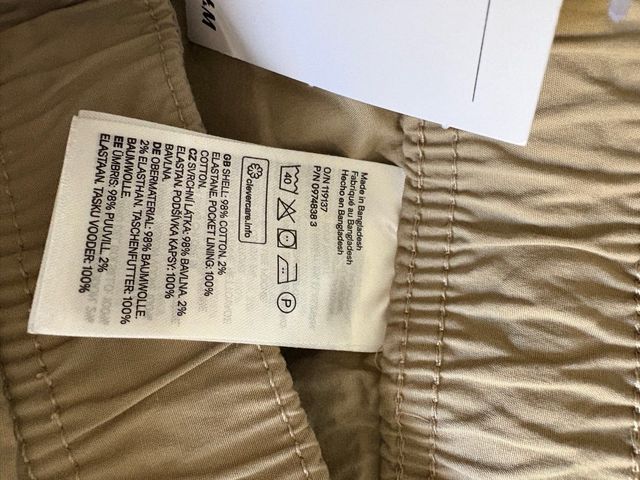 H&M
Made in Bangladesh
Fabriqué au Bangladesh
Hecho en Bangladesh
O/N 119137
P/N 0974838 3
40
P
clevercare.info
GB SHELL: 98% COTTON. 2%
ELASTANE. POCKET LINING: 100%
COTTON.
CZ SVRCHNÍ LÁTKA: 98% BAVLNA. 2%
ELASTAN. PODŠÍVKA KAPSY: 100%
BAVLNA.
DE OBERMATERIAL: 98% BAUMWOLLE.
2% ELASTHAN. TASCHENFUTTER: 100%
BAUMWOLLE.
EE ÜMBRIS: 98% PUUVILL. 2%
ELASTAAN. TASKU VOODER: 100%